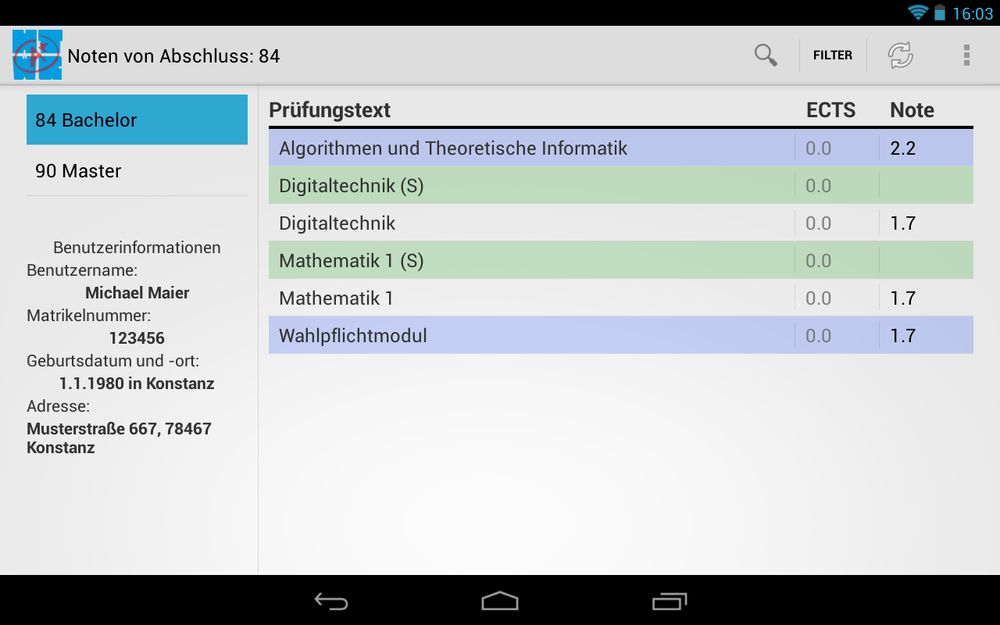 16:03
Noten von Abschluss: 84
FILTER
84 Bachelor
90 Master
Benutzerinformationen
Benutzername:
Michael Maier
Matrikelnummer:
123456
Geburtsdatum und -ort:
1.1.1980 in Konstanz
Adresse:
Musterstraße 667, 78467
Konstanz
Prüfungstext ECTS Note
Algorithmen und Theoretische Informatik 0.0 2.2
Digitaltechnik (S) 0.0
Digitaltechnik 0.0 1.7
Mathematik 1 (S) 0.0
Mathematik 1 0.0 1.7
Wahlpflichtmodul 0.0 1.7